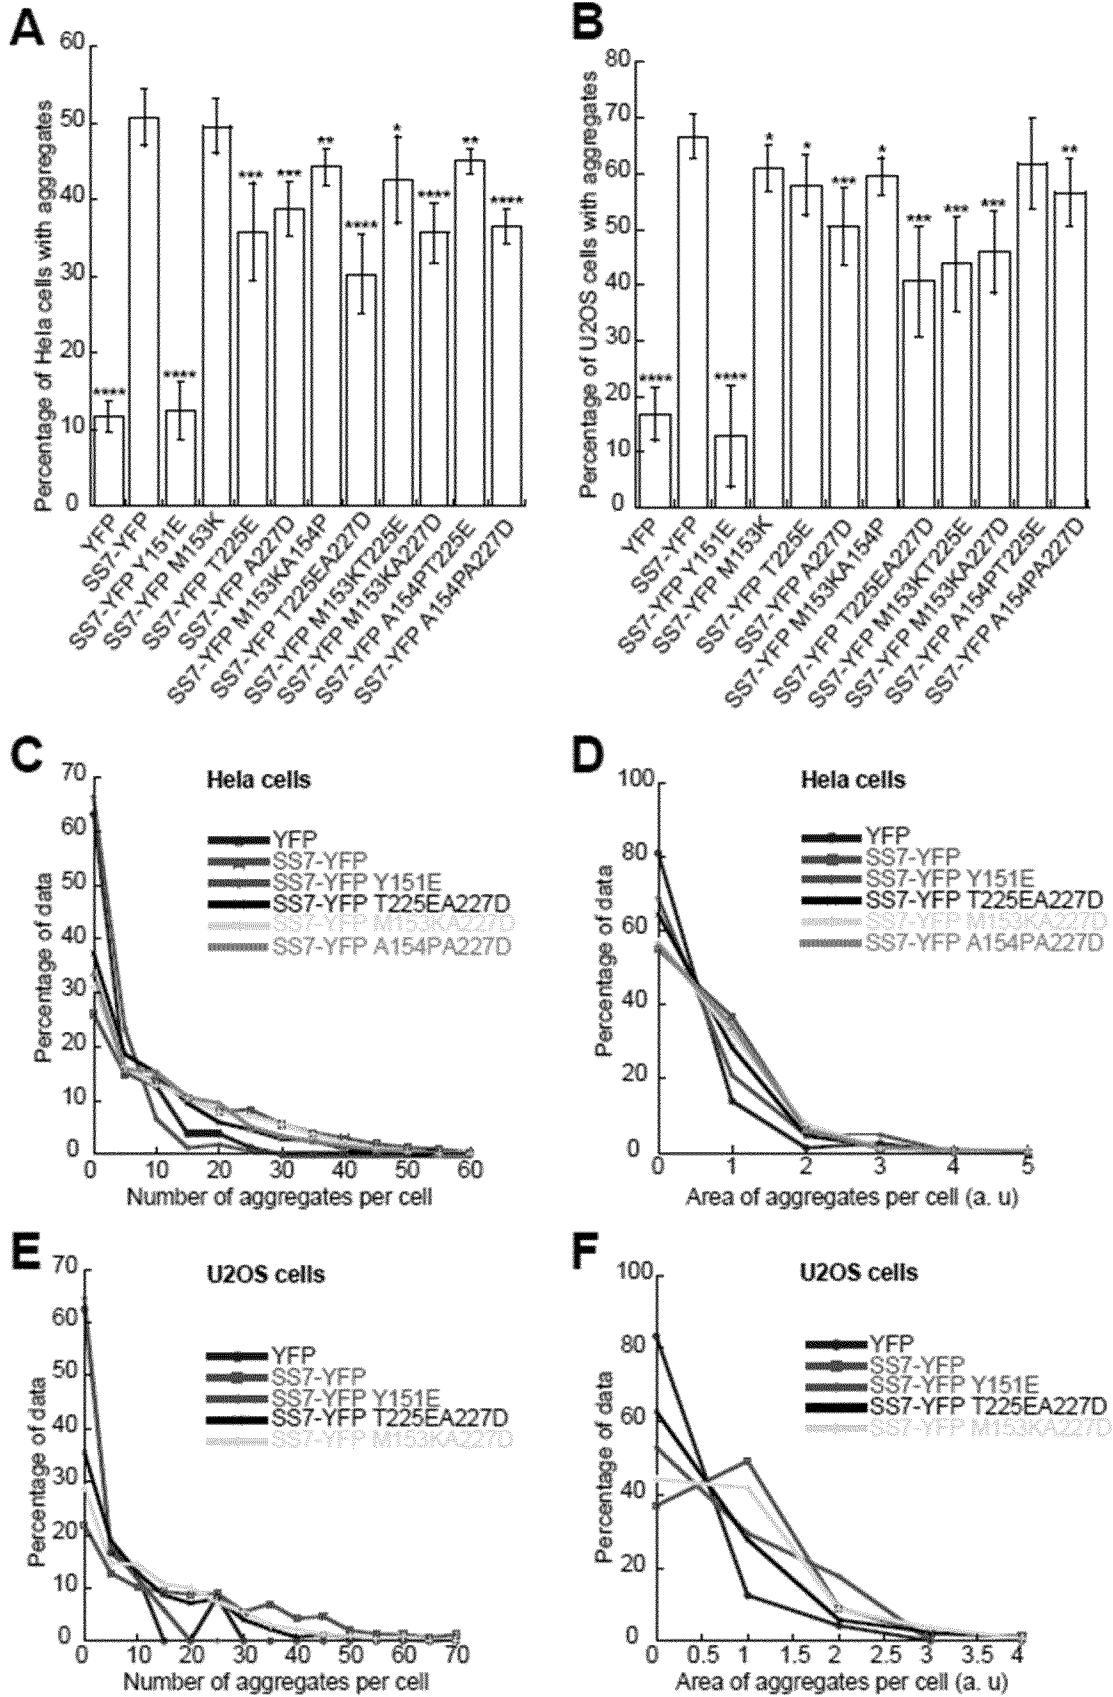 A
Percentage of Hela cells with aggregates
60
50
40
30
20
10
0
****
****
***
***
**
****
*
****
**
****
YFP
SS7-YFP
SS7-YFP Y151E
SS7-YFP M153K
SS7-YFP T225E
SS7-YFP A227D
SS7-YFP M153KA154P
SS7-YFP T225EA227D
SS7-YFP M153KT225E
SS7-YFP M153KA227D
SS7-YFP A154PT225E
SS7-YFP A154PA227D
B
Percentage of U2OS cells with aggregates
80
70
60
50
40
30
20
10
0
****
****
*
*
***
*
***
***
***
**
YFP
SS7-YFP
SS7-YFP Y151E
SS7-YFP M153K
SS7-YFP T225E
SS7-YFP A227D
SS7-YFP M153KA154P
SS7-YFP T225EA227D
SS7-YFP M153KT225E
SS7-YFP M153KA227D
SS7-YFP A154PT225E
SS7-YFP A154PA227D
C
Hela cells
Percentage of data
70
60
50
40
30
20
10
0
YFP
SS7-YFP
SS7-YFP Y151E
SS7-YFP T225EA227D
SS7-YFP M153KA227D
SS7-YFP A154PA227D
0 10 20 30 40 50 60
Number of aggregates per cell
D
Hela cells
Percentage of data
100
80
60
40
20
0
YFP
SS7-YFP
SS7-YFP Y151E
SS7-YFP T225EA227D
SS7-YFP M153KA227D
SS7-YFP A154PA227D
0 1 2 3 4 5
Area of aggregates per cell (a. u)
E
U2OS cells
Percentage of data
70
60
50
40
30
20
10
0
YFP
SS7-YFP
SS7-YFP Y151E
SS7-YFP T225EA227D
SS7-YFP M153KA227D
0 10 20 30 40 50 60 70
Number of aggregates per cell
F
U2OS cells
Percentage of data
100
80
60
40
20
0
YFP
SS7-YFP
SS7-YFP Y151E
SS7-YFP T225EA227D
SS7-YFP M153KA227D
0 0.5 1 1.5 2 2.5 3 3.5 4
Area of aggregates per cell (a. u)